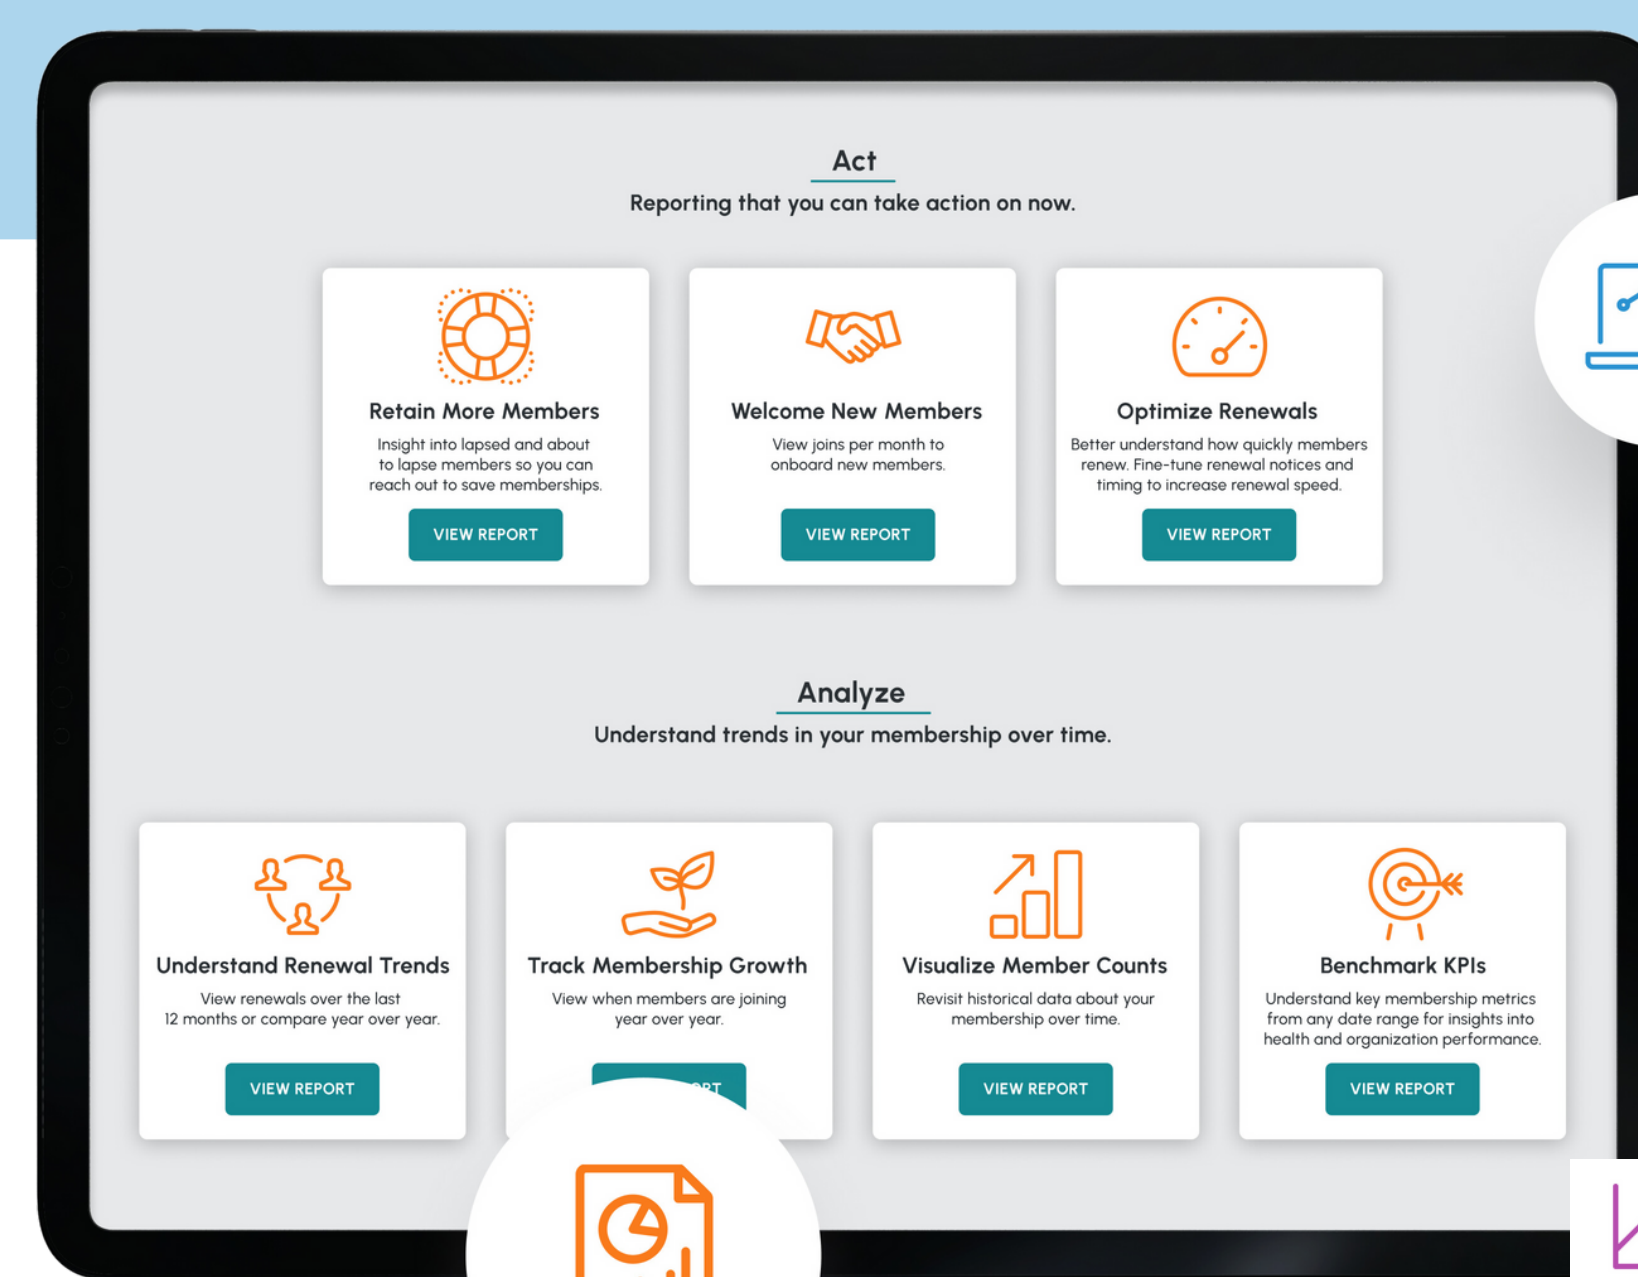 Act
Reporting that you can take action on now.
Retain More Members
Insight into lapsed and about
to lapse members so you can
reach out to save memberships.
VIEW REPORT
Welcome New Members
View joins per month to
onboard new members.
VIEW REPORT
Optimize Renewals
Better understand how quickly members
renew. Fine-tune renewal notices and
timing to increase renewal speed.
VIEW REPORT
Analyze
Understand trends in your membership over time.
Understand Renewal Trends
View renewals over the last
12 months or compare year over year.
VIEW REPORT
Track Membership Growth
View when members are joining
year over year.
Visualize Member Counts
Revisit historical data about your
membership over time.
VIEW REPORT
Benchmark KPIs
Understand key membership metrics
from any date range for insights into
health and organization performance.
VIEW REPORT